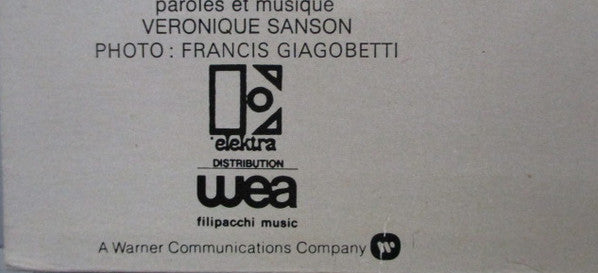 paroles et musique
VERONIQUE SANSON
PHOTO : FRANCIS GIAGOBETTI
elektra
DISTRIBUTION
wea
filipacchi music
A Warner Communications Company